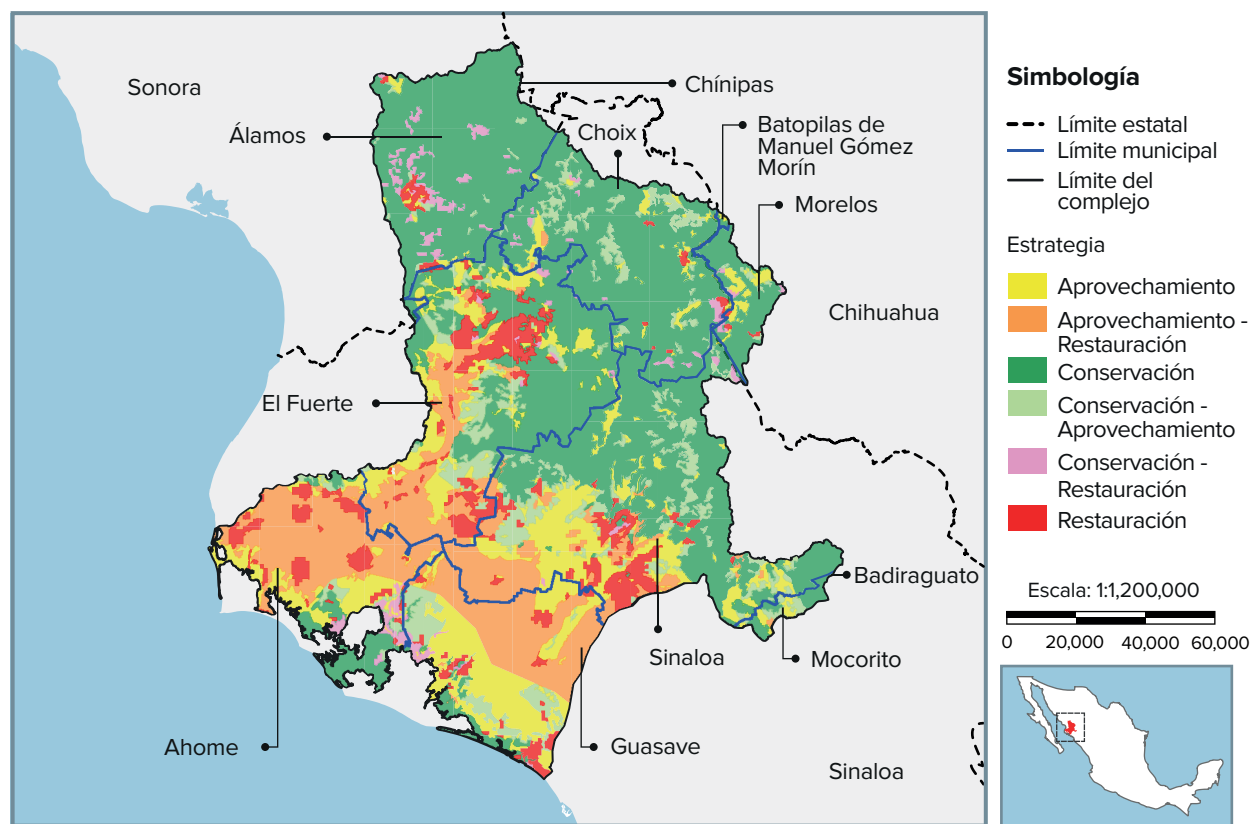 Sonora
Chínipas
Álamos
Choix
Batopilas de
Manuel Gómez
Morín
Morelos
Chihuahua
El Fuerte
Badiraguato
Sinaloa
Mocorito
Ahome
Guasave
Sinaloa
Simbología
Límite estatal
Límite municipal
Límite del
complejo
Estrategia
Aprovechamiento
Aprovechamiento -
Restauración
Conservación
Conservación -
Aprovechamiento
Conservación -
Restauración
Restauración
Escala: 1:1,200,000
0 20,000 40,000 60,000